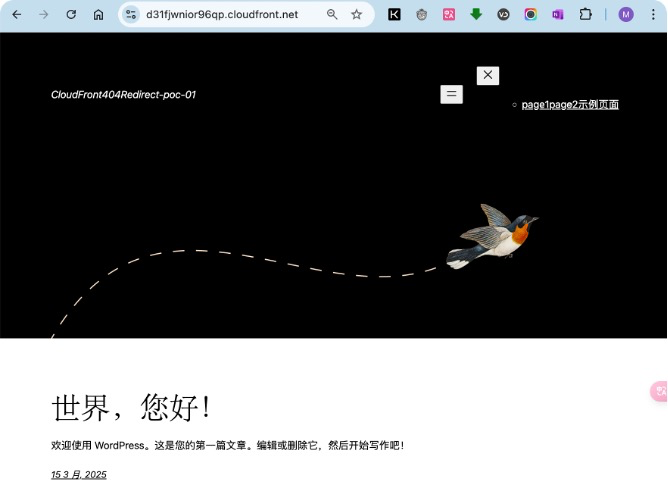 d31fjwnior96qp.cloudfront.net
CloudFront404Redirect-poc-01
page1page2示例页面
世界，您好！
欢迎使用 WordPress。这是您的第一篇文章。编辑或删除它，然后开始写作吧！
15 3 月, 2025